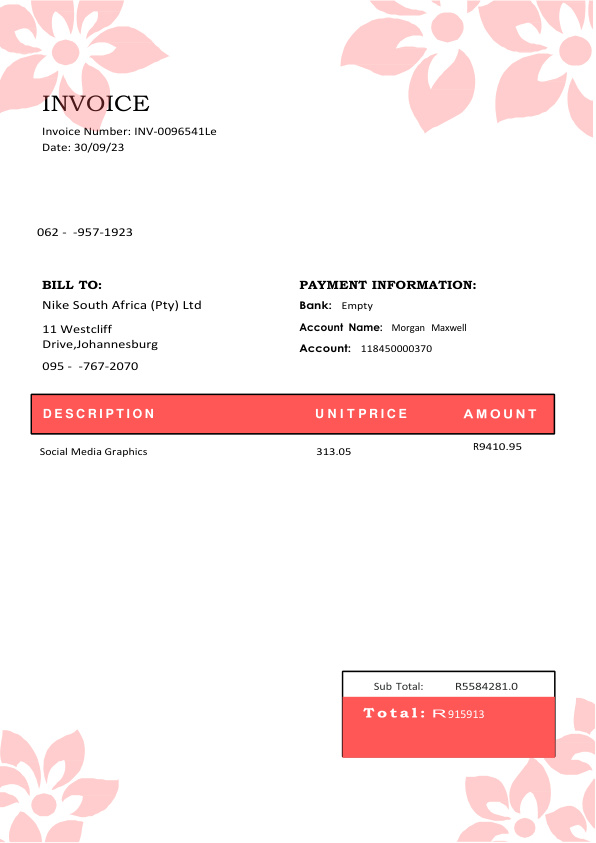 INVOICE
Invoice Number: INV-0096541Le
Date: 30/09/23
062 - -957-1923
BILL TO:
Nike South Africa (Pty) Ltd
11 Westcliff
Drive,Johannesburg
095 - -767-2070
PAYMENT INFORMATION:
Bank: Empty
Account Name: Morgan Maxwell
Account: 118450000370
DESCRIPTION UNITPRICE AMOUNT
Social Media Graphics 313.05 R9410.95
Sub Total: R5584281.0
Total: R915913